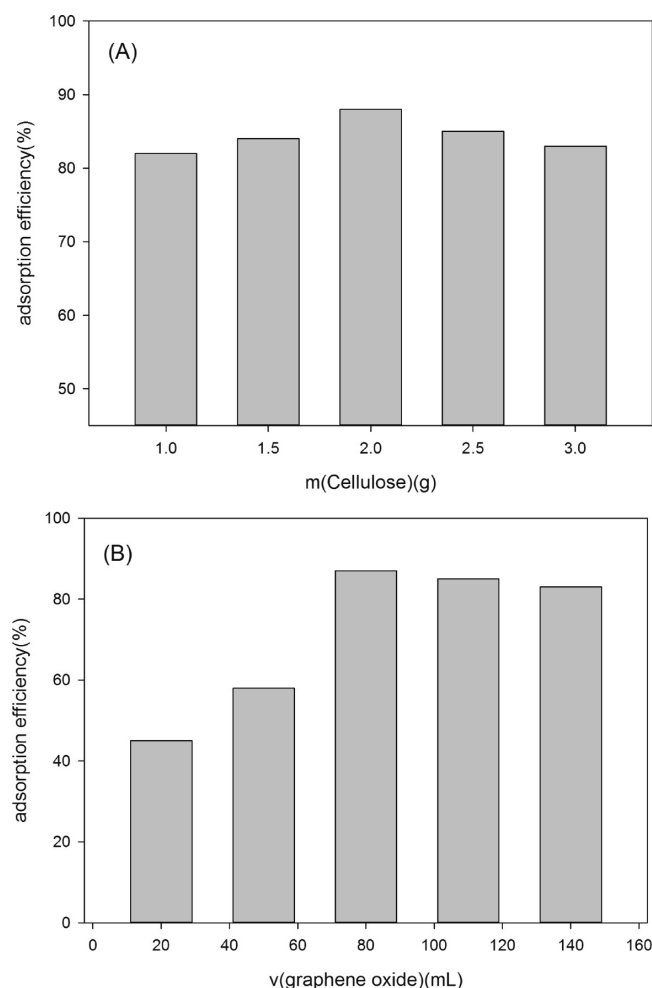 (A)
adsorption efficiency(%)
100
90
80
70
60
50
1.0 1.5 2.0 2.5 3.0
m(Cellulose)(g)
(B)
adsorption efficiency(%)
100
80
60
40
20
0
0 20 40 60 80 100 120 140 160
v(graphene oxide)(mL)